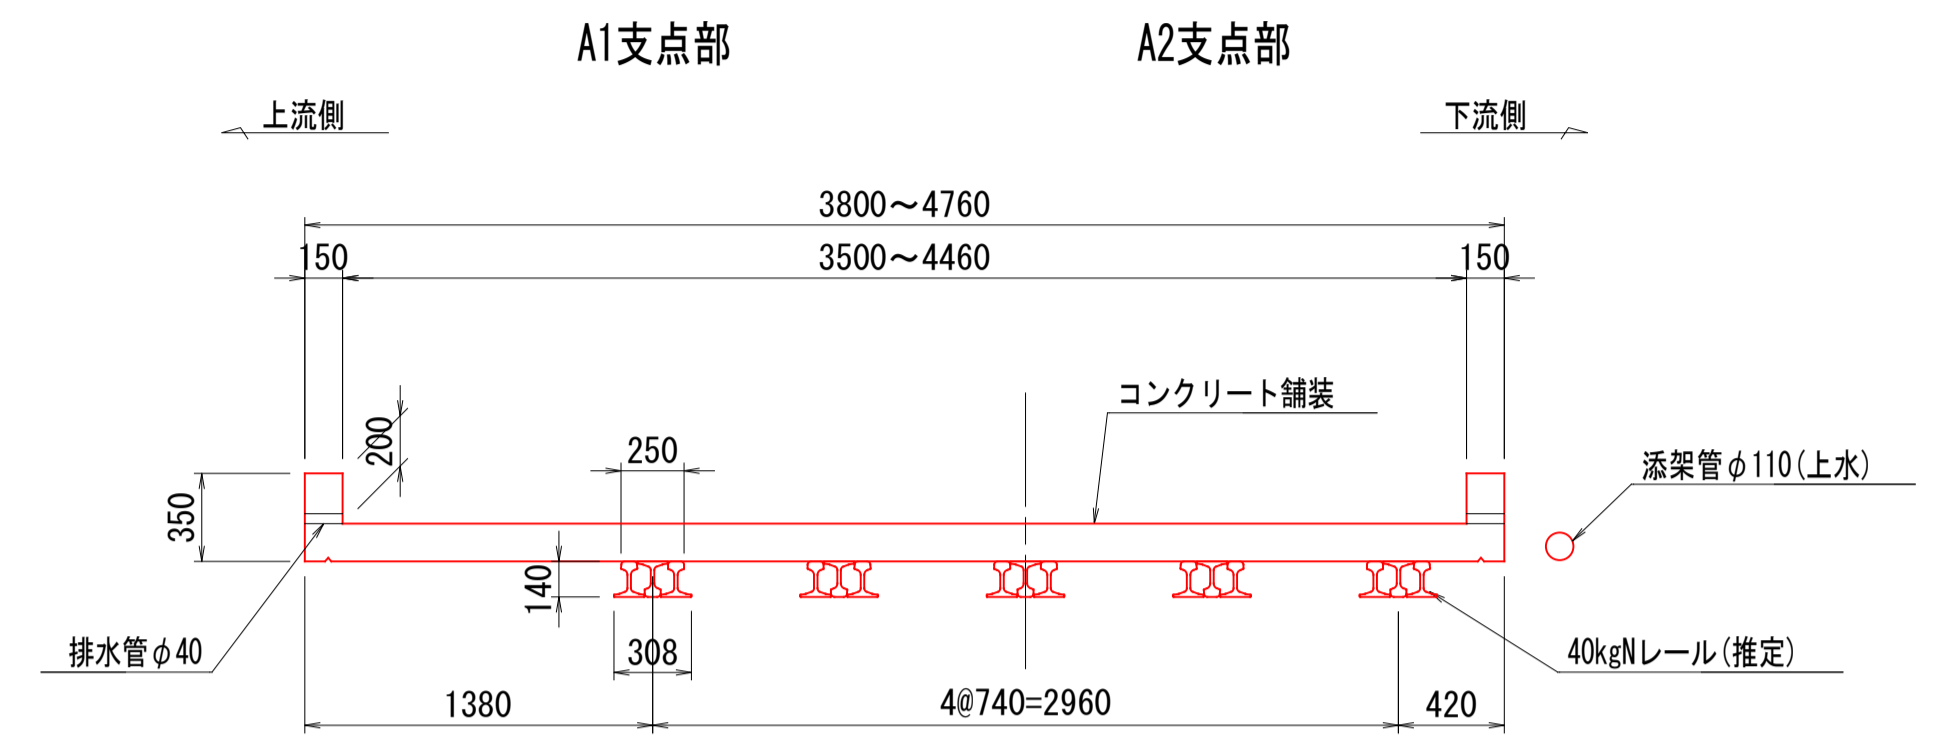 A1支点部 A2支点部
上流側 下流側
3800～4760
150 3500～4460 150
コンクリート舗装
200 250
添架管φ110(上水)
350
140
排水管φ40 308 40kgNレール(推定)
1380 4@740=2960 420